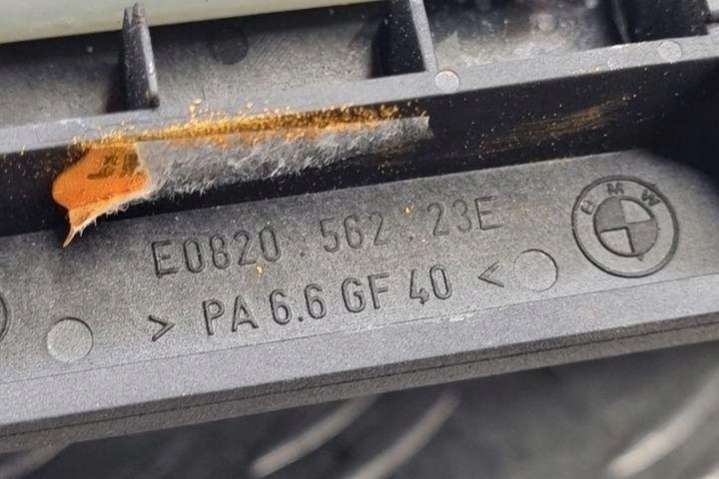 E0820 . 562 . 23E
> PA 6.6 GF 40 <
BMW